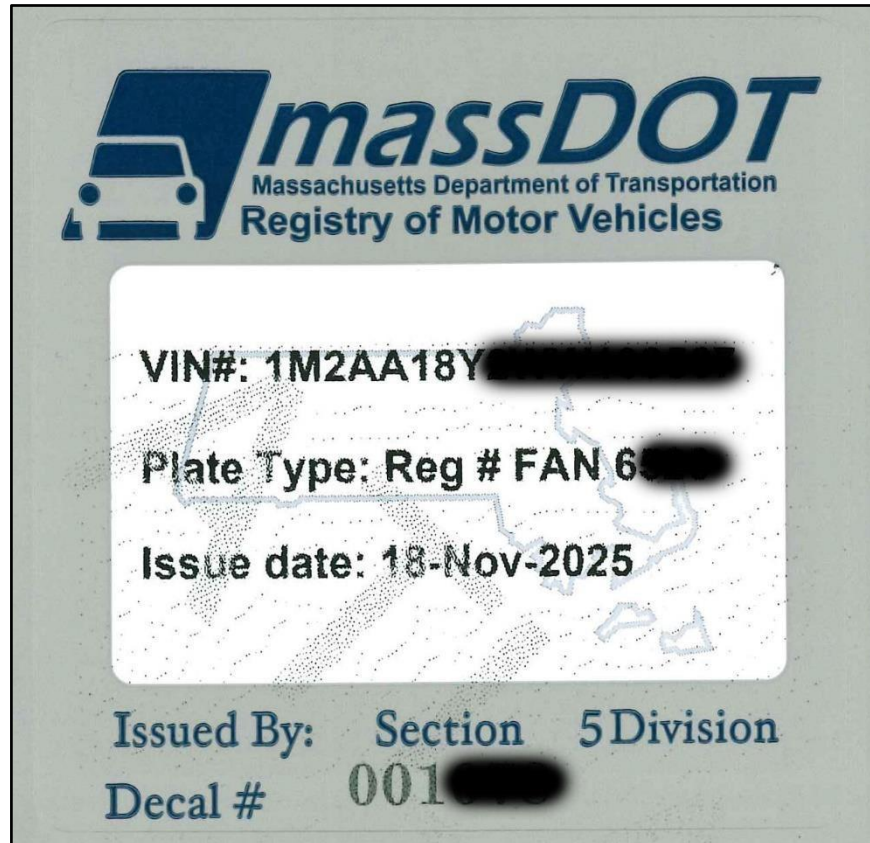 massDOT
Massachusetts Department of Transportation
Registry of Motor Vehicles
VIN#: 1M2AA18Y
Plate Type: Reg # FAN 6
Issue date: 18-Nov-2025
Issued By: Section 5 Division
Decal # 001